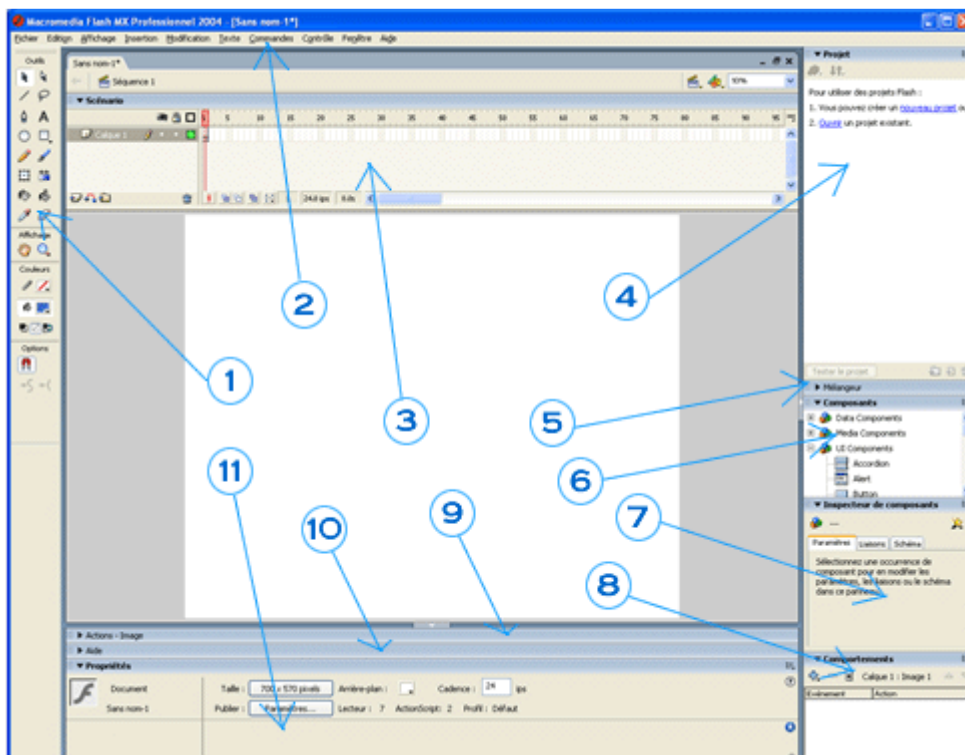 Macromedia Flash MX Professionnel 2004 - [Sans nom-1*]
Fichier Edition Affichage Insertion Modification Texte Commandes Contrôle Fenêtre Aide
Outils
Sans nom-1*
Séquence 1
10%
Scénario
5 10 15 20 25 30 35 40 45 50 55 60 65 70 75 80 85 90 95
Calque 1
1 24.0 ips 0.0s
Affichage
Couleurs
Options
Projet
Pour utiliser des projets Flash :
1. Vous pouvez créer un nouveau projet ou
2. Ouvrir un projet existant.
Tester le projet
Mélangeur
Composants
Data Components
Media Components
UI Components
Accordion
Alert
Button
Inspecteur de composants
Paramètres Liaisons Schéma
Sélectionnez une occurrence de
composant pour en modifier les
paramètres, les liaisons ou le schéma
dans ce panneau.
Comportements
Calque 1 : Image 1
Evénement Action
1
2
3
4
5
6
7
8
9
10
11
Actions - Image
Aide
Propriétés
Document
Taille : 700 x 570 pixels Arrière-plan : Cadence : 24 ips
Sans nom-1
Publier : Paramètres... Lecteur : 7 ActionScript : 2 Profil : Défaut